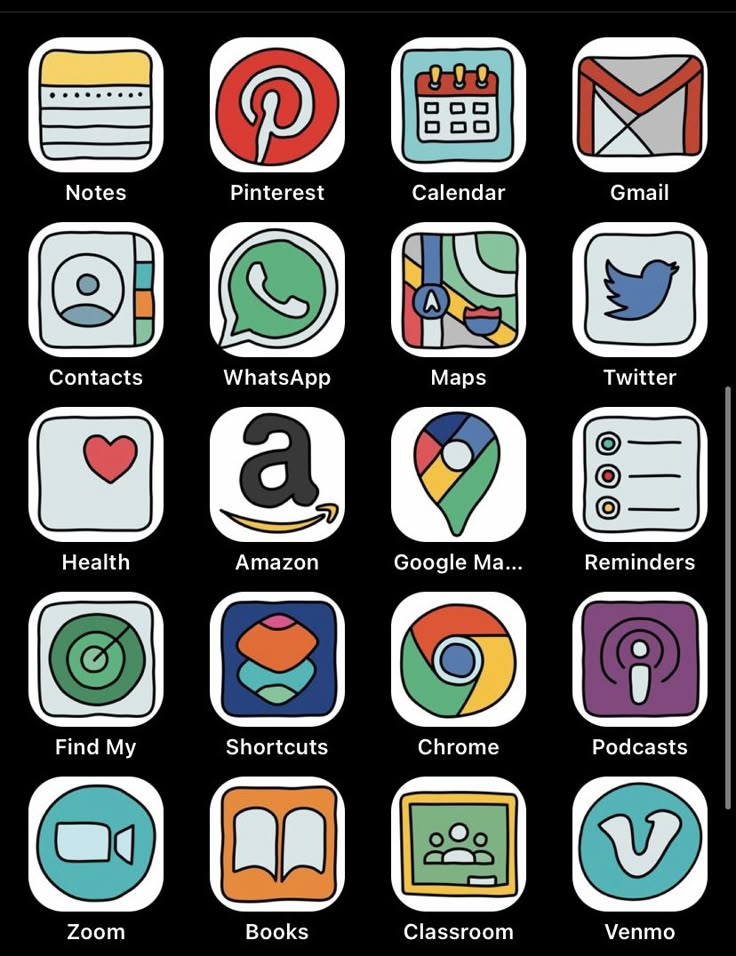 Notes Pinterest Calendar Gmail
Contacts WhatsApp Maps Twitter
Health Amazon Google Ma... Reminders
Find My Shortcuts Chrome Podcasts
Zoom Books Classroom Venmo